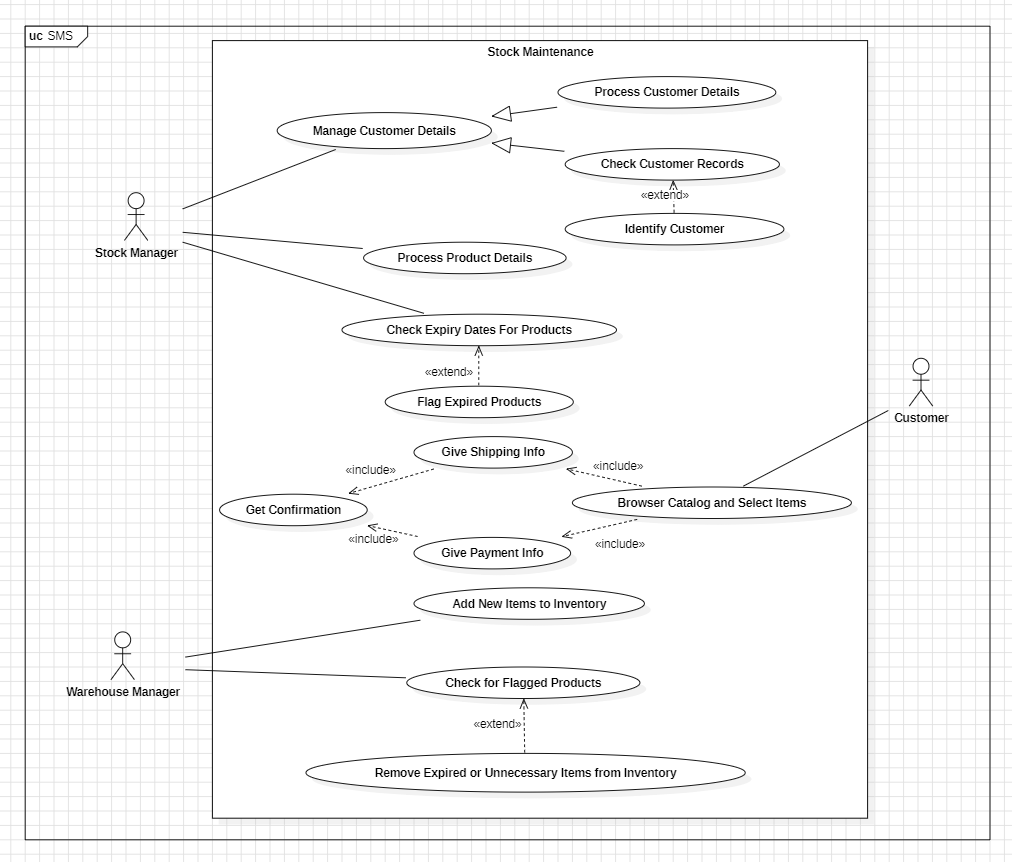 uc SMS
Stock Maintenance
Process Customer Details
Manage Customer Details
Check Customer Records
«extend»
Identify Customer
Stock Manager
Process Product Details
Check Expiry Dates For Products
«extend»
Flag Expired Products
Customer
Give Shipping Info
«include»
«include»
Browser Catalog and Select Items
Get Confirmation
«include»
«include»
Give Payment Info
Add New Items to Inventory
Warehouse Manager
Check for Flagged Products
«extend»
Remove Expired or Unnecessary Items from Inventory